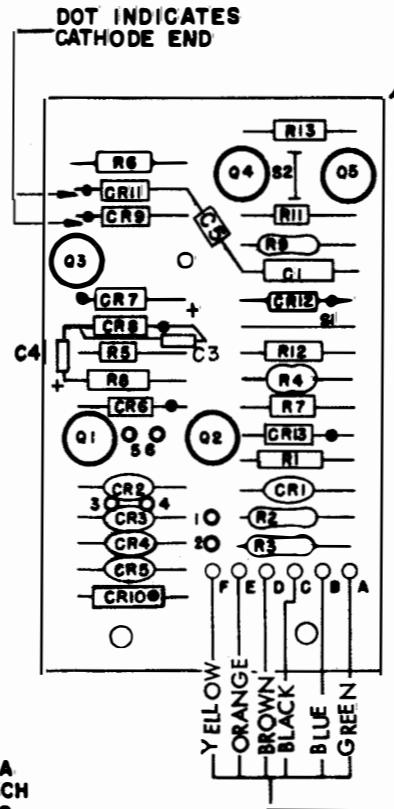 DOT INDICATES
CATHODE END
R13
R6
Q4 S2 Q5
CR11
CR9
C5
R11
R9
Q3
C1
CR7
CR12
+
S1
CR8
C4
R5
C3
R12
R8
+
R4
CR6
R7
Q1
5 6
Q2
CR13
R1
CR2
CR1
3 4
CR3
1
R2
CR4
2
R3
CR5
CR10
F E D C B A
YELLOW
ORANGE
BROWN
BLACK
BLUE
GREEN
A
CH